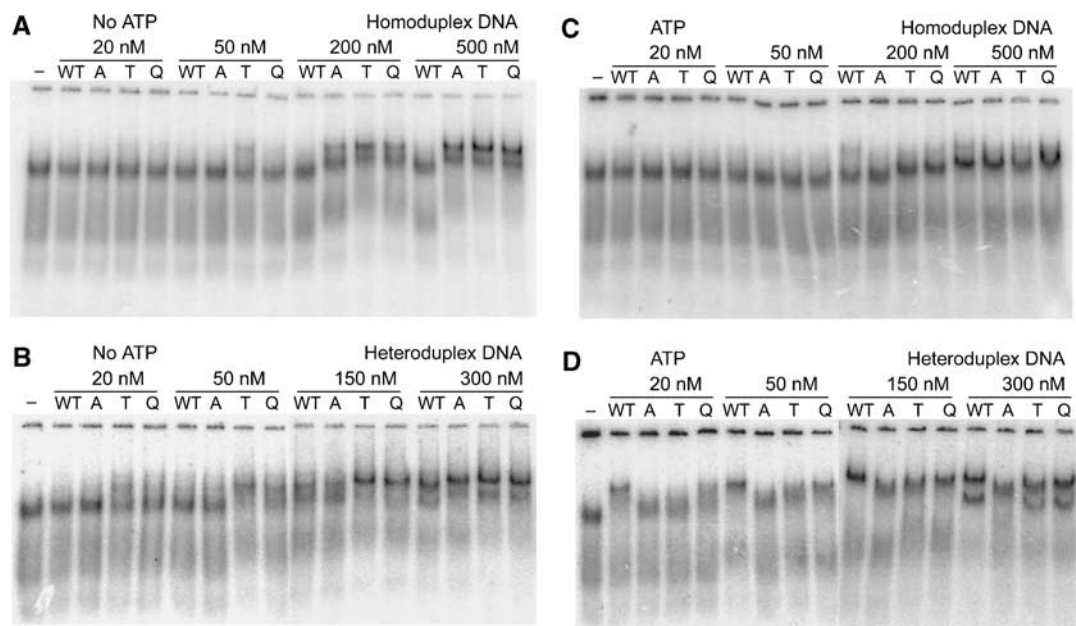 A
No ATP Homoduplex DNA
20 nM 50 nM 200 nM 500 nM
– WT A T Q WT A T Q WT A T Q WT A T Q
B
No ATP Heteroduplex DNA
20 nM 50 nM 150 nM 300 nM
– WT A T Q WT A T Q WT A T Q WT A T Q
C
ATP Homoduplex DNA
20 nM 50 nM 200 nM 500 nM
– WT A T Q WT A T Q WT A T Q WT A T Q
D
ATP Heteroduplex DNA
20 nM 50 nM 150 nM 300 nM
– WT A T Q WT A T Q WT A T Q WT A T Q